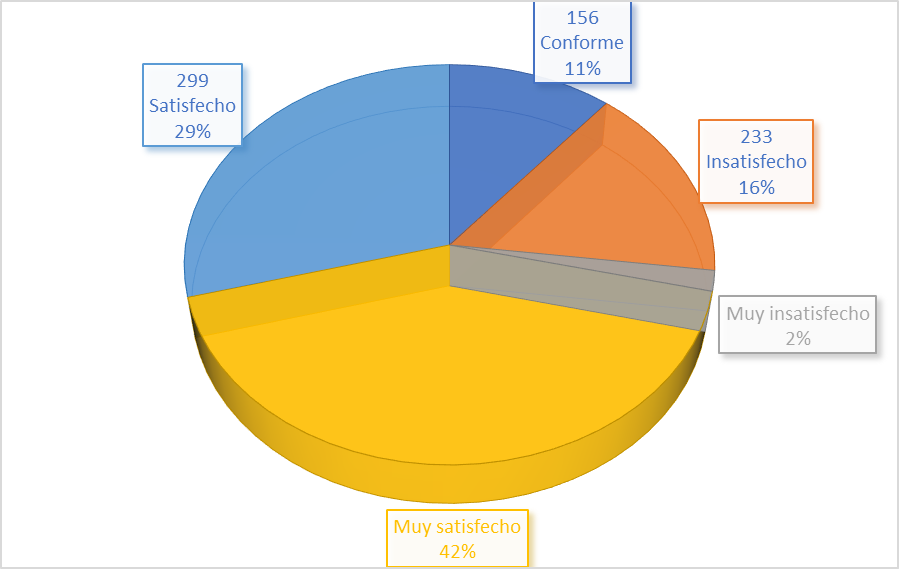 156
Conforme
11%
299
Satisfecho
29%
233
Insatisfecho
16%
Muy insatisfecho
2%
Muy satisfecho
42%